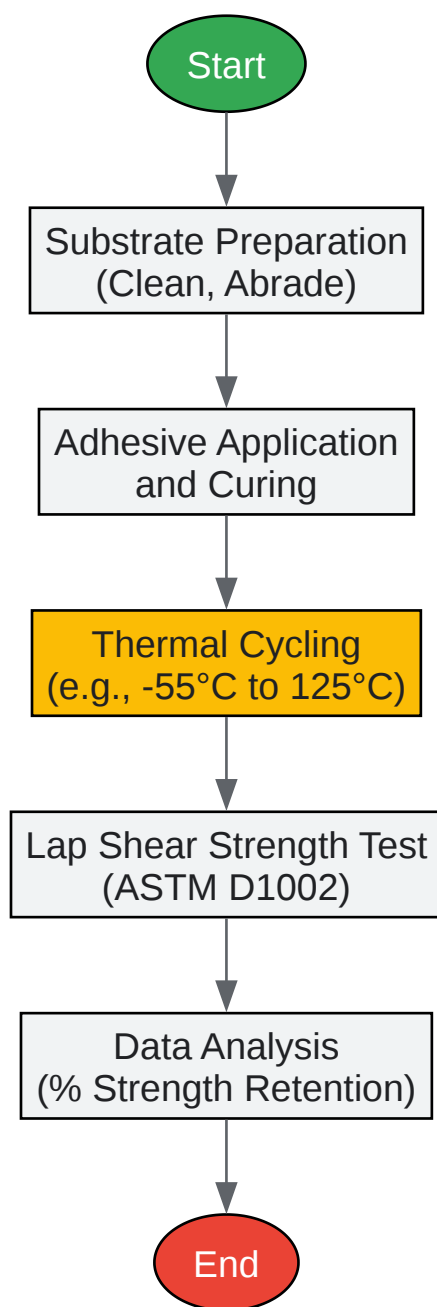 Start
Substrate Preparation
(Clean, Abrade)
Adhesive Application
and Curing
Thermal Cycling
(e.g., -55°C to 125°C)
Lap Shear Strength Test
(ASTM D1002)
Data Analysis
(% Strength Retention)
End